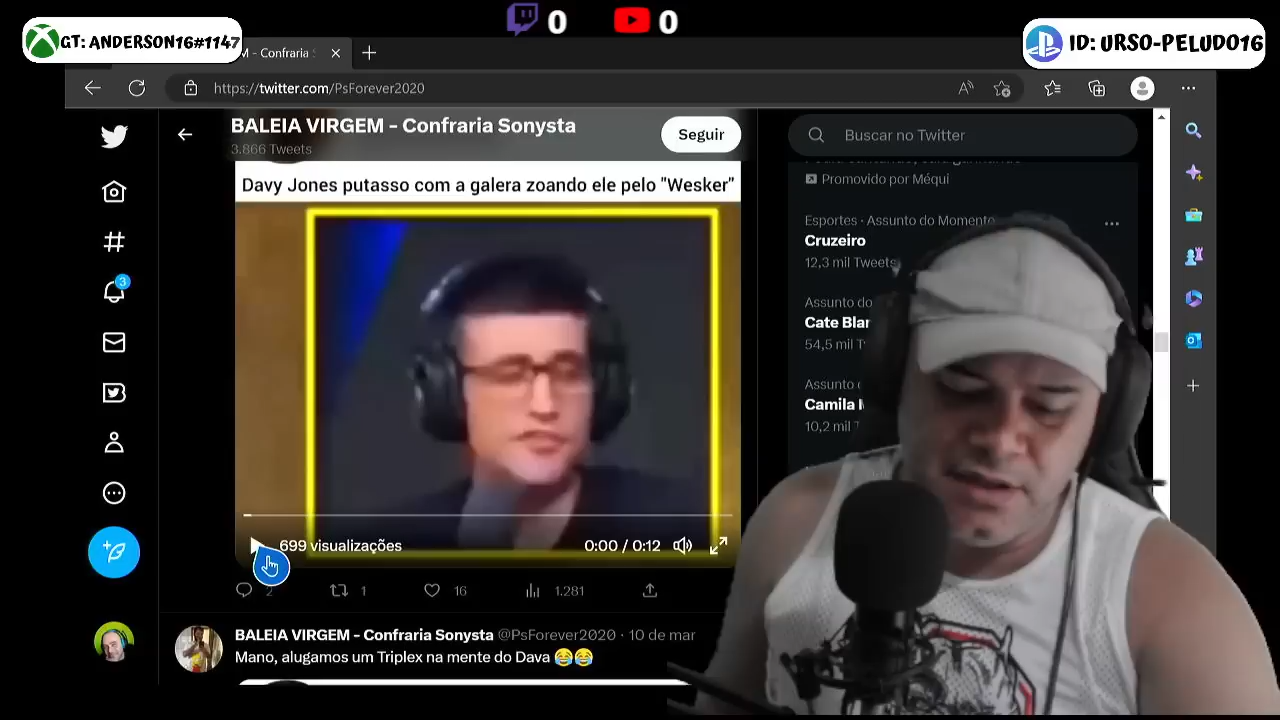 0 0
GT: ANDERSON16#1147
ID: URSO-PELUDO16
M - Confraria
https://twitter.com/PsForever2020
BALEIA VIRGEM - Confraria Sonysta
3.866 Tweets
Seguir
Buscar no Twitter
Promovido por Méqui
Davy Jones putasso com a galera zoando ele pelo "Wesker"
Esportes · Assunto do Momento
Cruzeiro
12,3 mil Tweets
3
Assunto do
Cate Blan
54,5 mil T
Assunto
Camila
10,2 mil
699 visualizações
0:00 / 0:12
2 1 16 1.281
BALEIA VIRGEM - Confraria Sonysta @PsForever2020 · 10 de mar
Mano, alugamos um Triplex na mente do Dava 😂😂